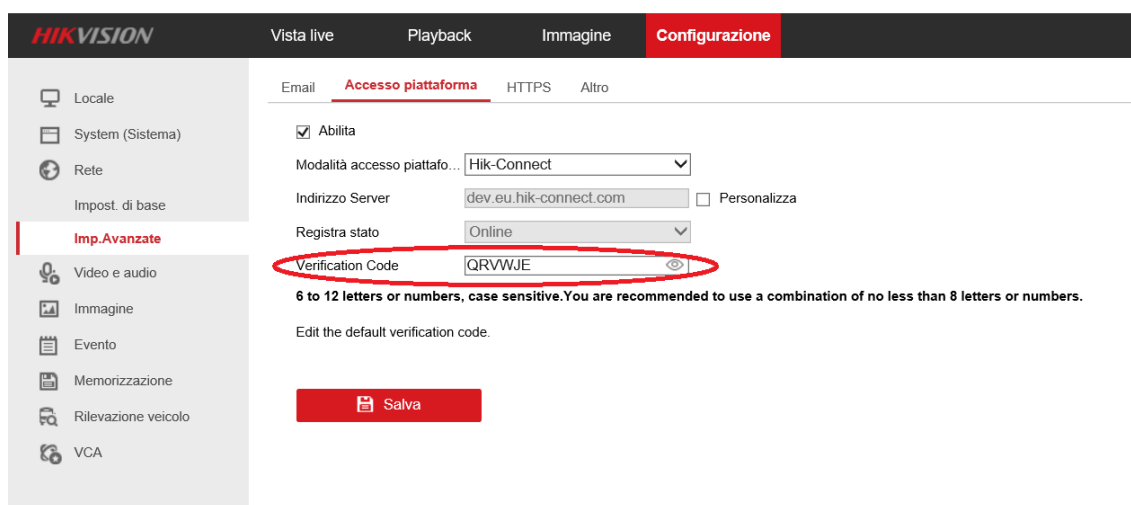 HIKVISION
Vista live Playback Immagine Configurazione
Locale
System (Sistema)
Rete
Impost. di base
Imp.Avanzate
Video e audio
Immagine
Evento
Memorizzazione
Rilevazione veicolo
VCA
Email Accesso piattaforma HTTPS Altro
Abilita
Modalità accesso piattafo... Hik-Connect
Indirizzo Server dev.eu.hik-connect.com Personalizza
Registra stato Online
Verification Code QRVWJE
6 to 12 letters or numbers, case sensitive.You are recommended to use a combination of no less than 8 letters or numbers.
Edit the default verification code.
Salva